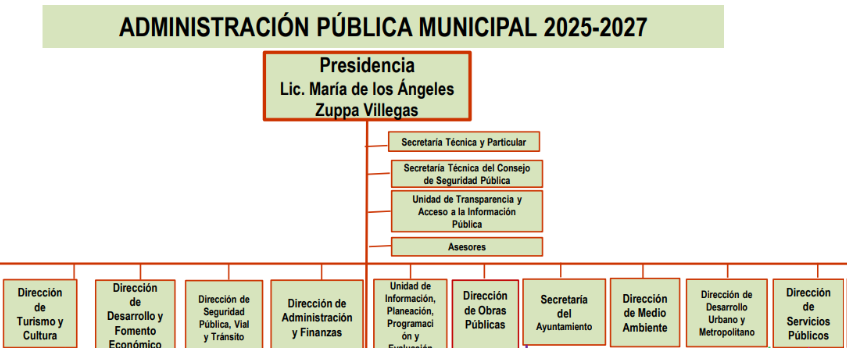 ADMINISTRACIÓN PÚBLICA MUNICIPAL 2025-2027
Presidencia
Lic. María de los Ángeles
Zuppa Villegas
Secretaría Técnica y Particular
Secretaría Técnica del Consejo
de Seguridad Pública
Unidad de Transparencia y
Acceso a la Información
Pública
Asesores
Dirección
de
Turismo y
Cultura
Dirección
de
Desarrollo y
Fomento
Económico
Dirección de
Seguridad
Pública, Vial
y Tránsito
Dirección de
Administración
y Finanzas
Unidad de
Información,
Planeación,
Programaci
ón y
Evaluación
Dirección
de Obras
Públicas
Secretaría
del
Ayuntamiento
Dirección
de Medio
Ambiente
Dirección de
Desarrollo
Urbano y
Metropolitano
Dirección
de
Servicios
Públicos